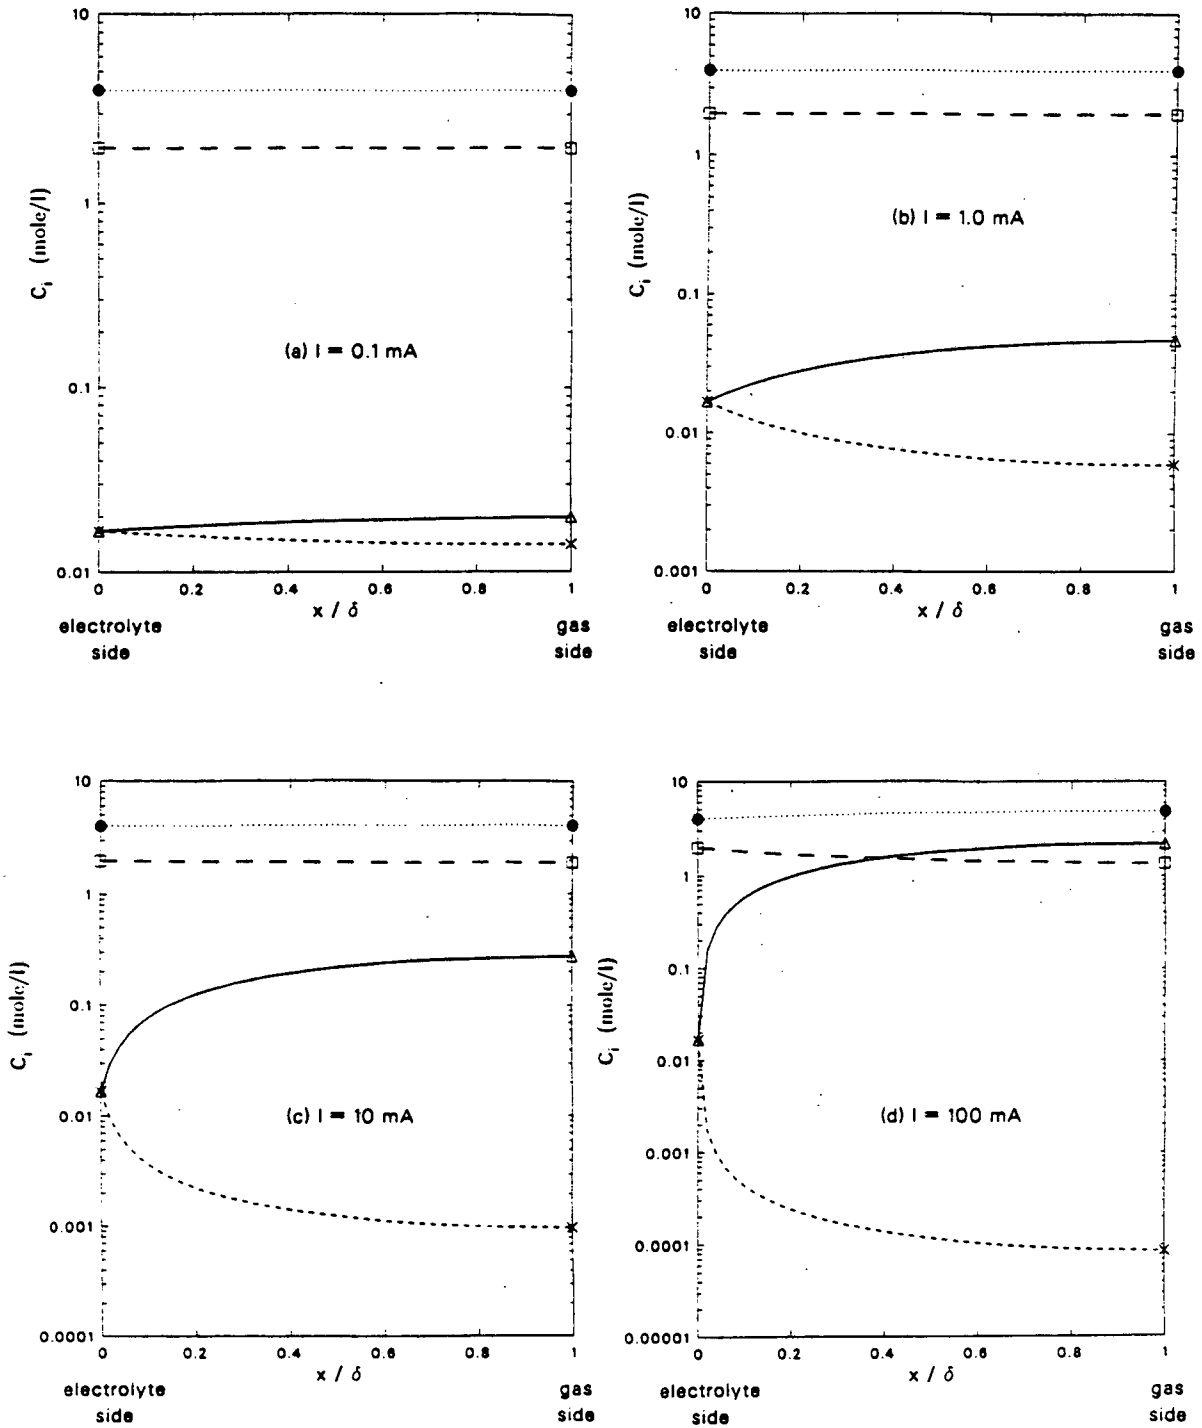 10
1
0.1
0.01
C_i (mole/l)
(a) I = 0.1 mA
0 0.2 0.4 0.6 0.8 1
x / δ
electrolyte side
gas side
10
1
0.1
0.01
0.001
C_i (mole/l)
(b) I = 1.0 mA
0 0.2 0.4 0.6 0.8 1
x / δ
electrolyte side
gas side
10
1
0.1
0.01
0.001
0.0001
C_i (mole/l)
(c) I = 10 mA
0 0.2 0.4 0.6 0.8 1
x / δ
electrolyte side
gas side
10
1
0.1
0.01
0.001
0.0001
0.00001
C_i (mole/l)
(d) I = 100 mA
0 0.2 0.4 0.6 0.8 1
x / δ
electrolyte side
gas side